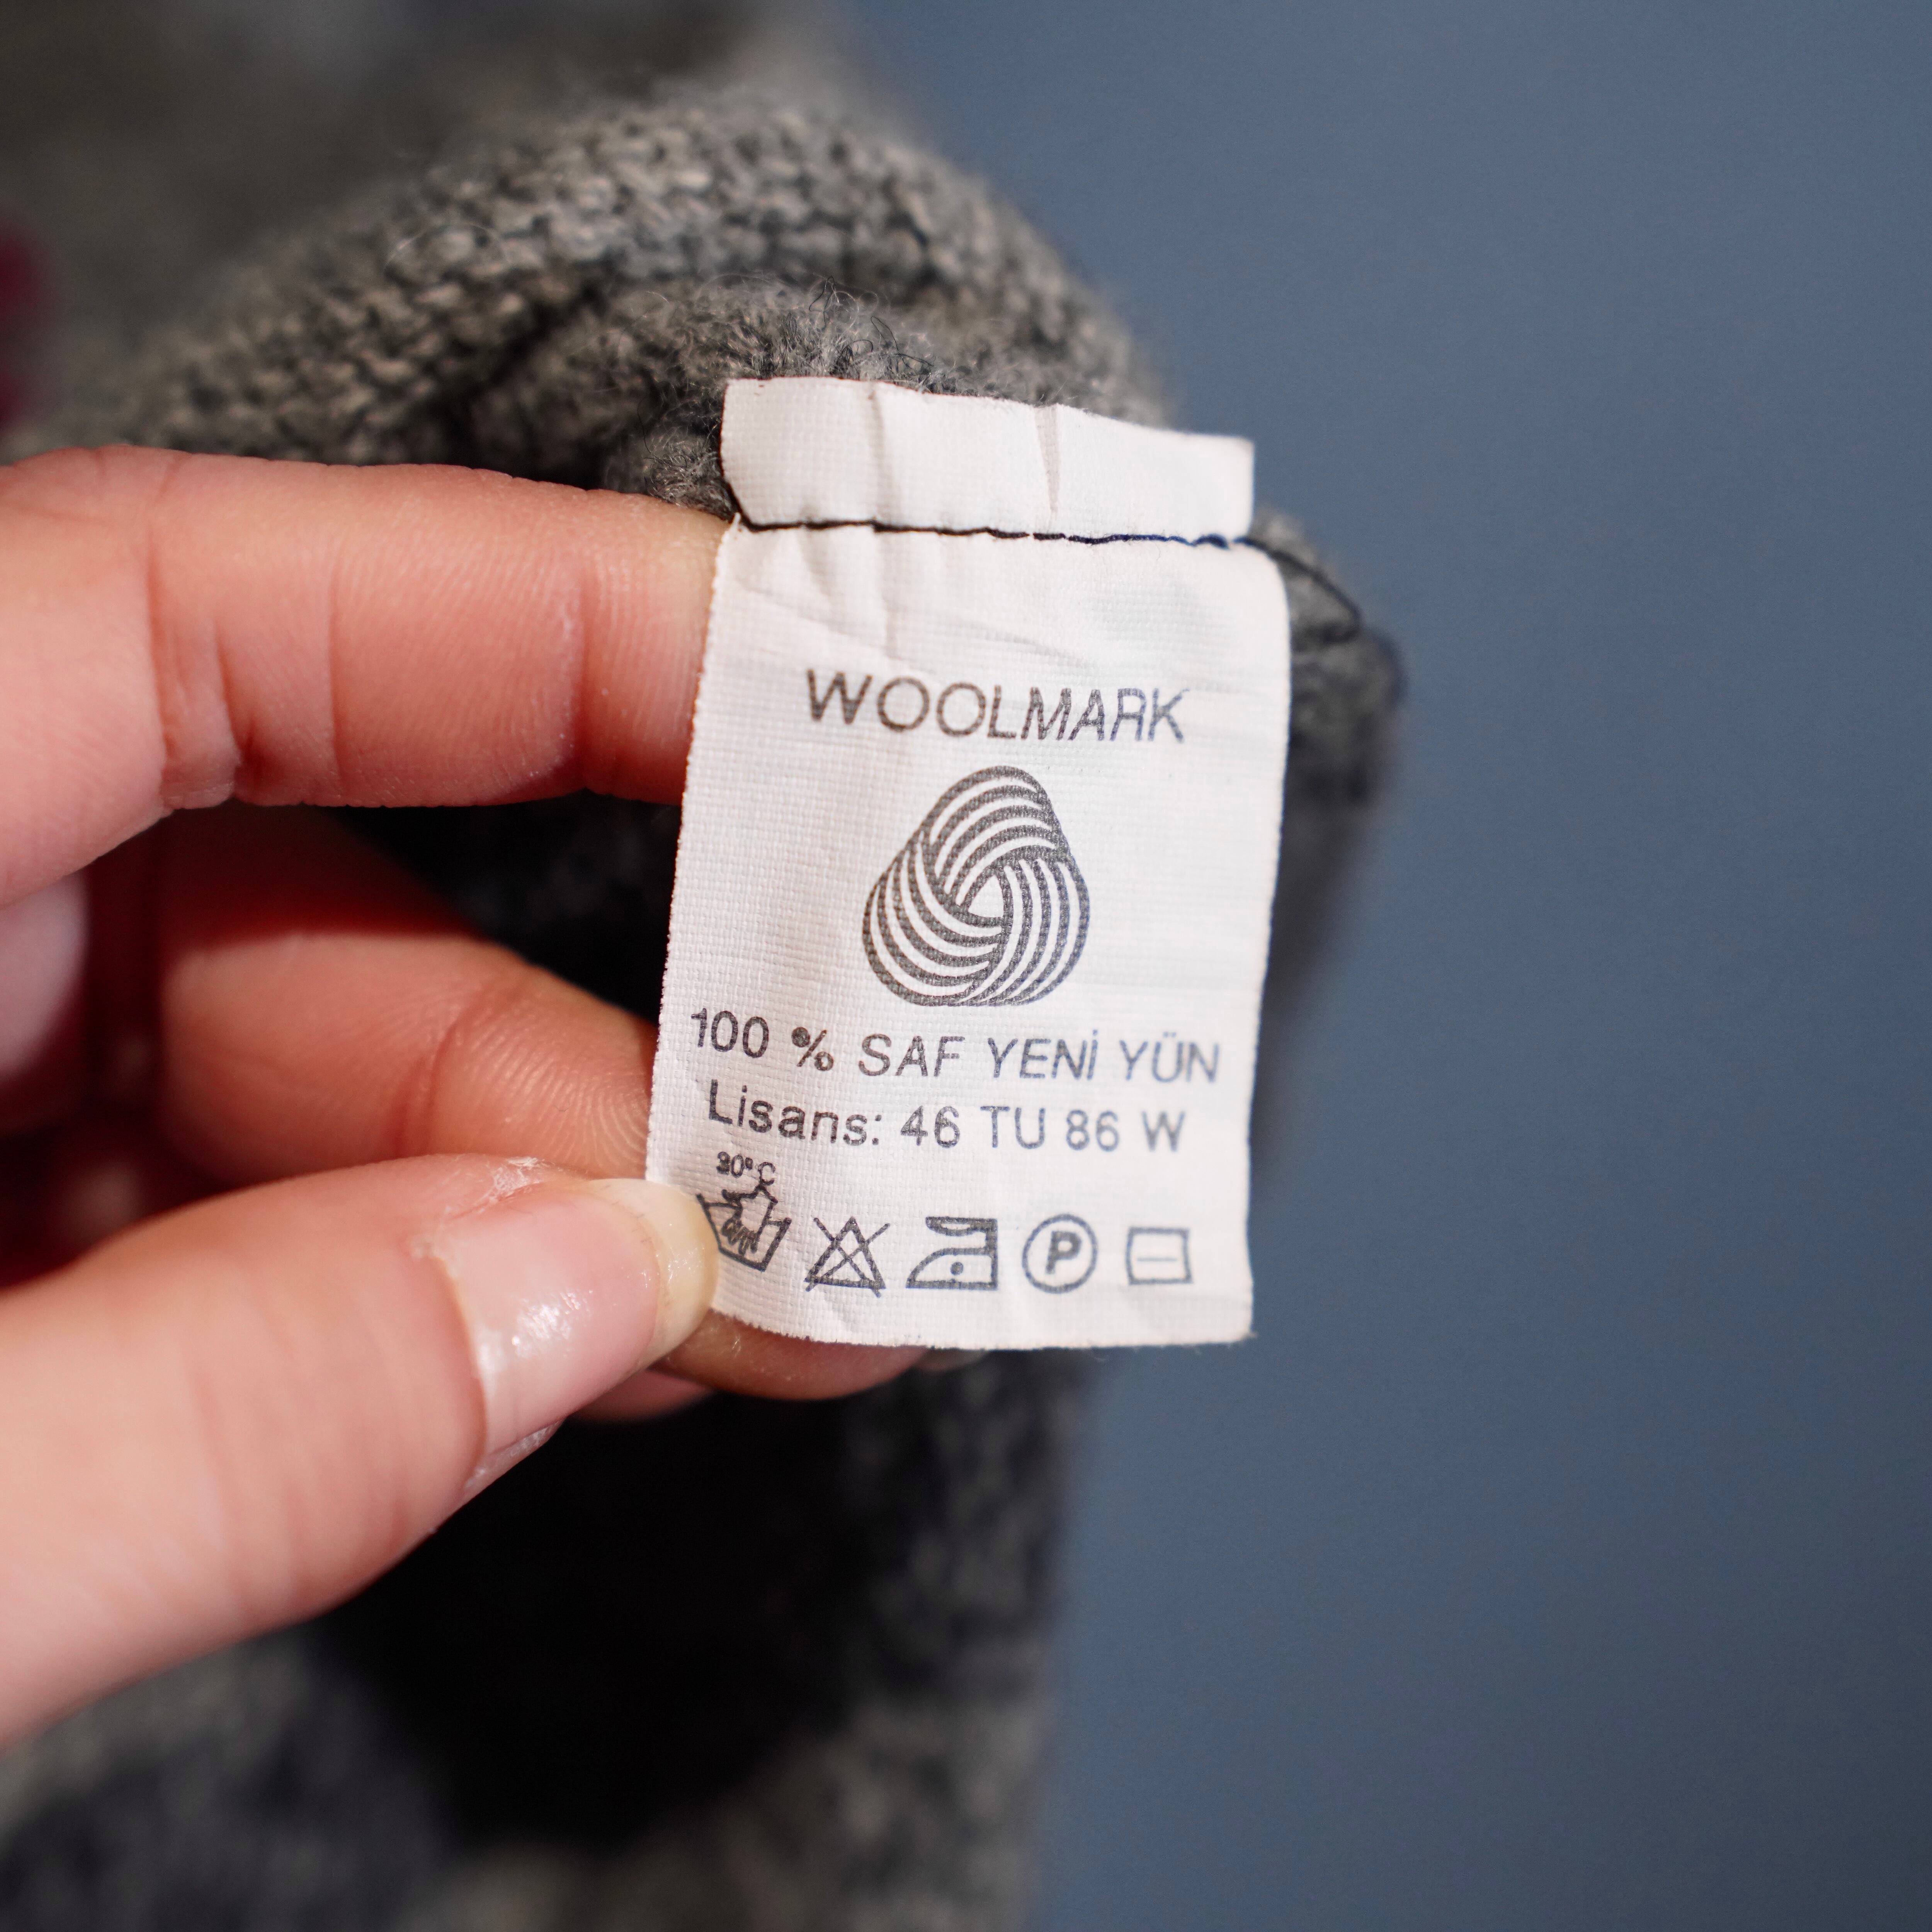 WOOLMARK
100 % SAF YENİ YÜN
Lisans: 46 TU 86 W
30°C
P